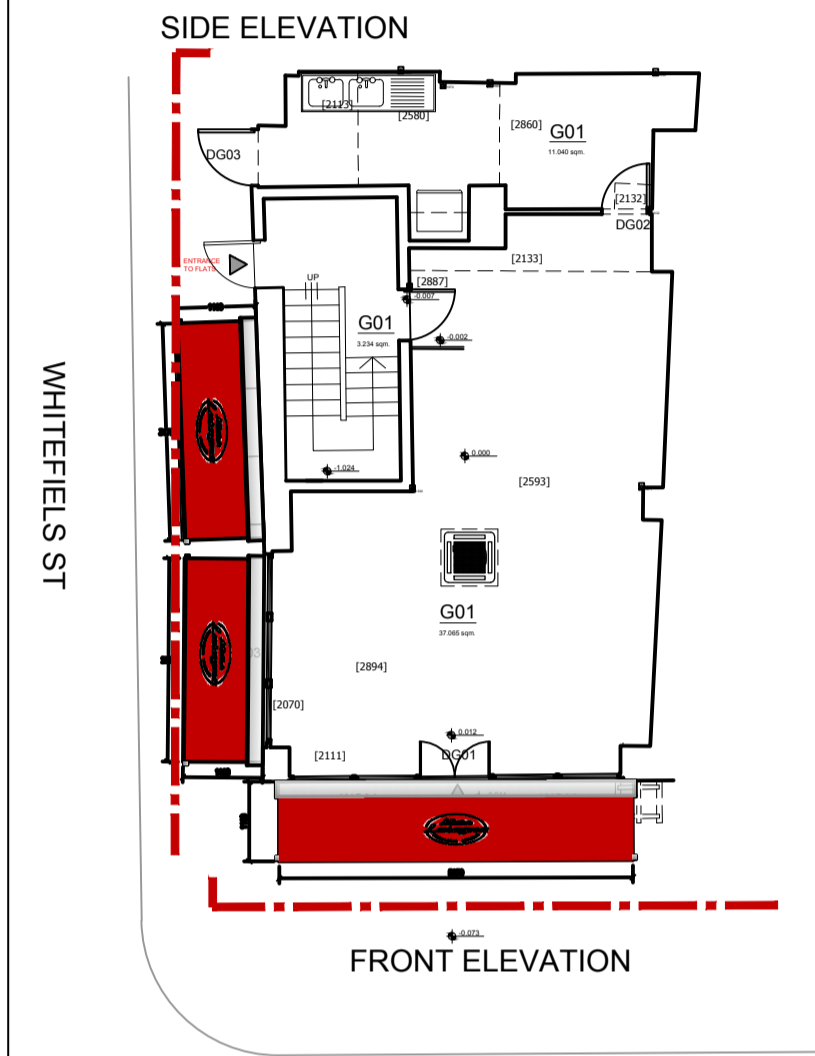 SIDE ELEVATION
[2113]
[2580]
[2860]
G01
11.040 sqm.
DG03
[2132]
DG02
ENTRANCE
TO FLATS
[2133]
UP
[2887]
-0.007
G01
3.234 sqm.
-0.002
WHITEFIELS ST
-1.024
0.000
[2593]
G01
37.065 sqm.
[2894]
[2070]
0.012
[2111]
DG01
-0.073
FRONT ELEVATION